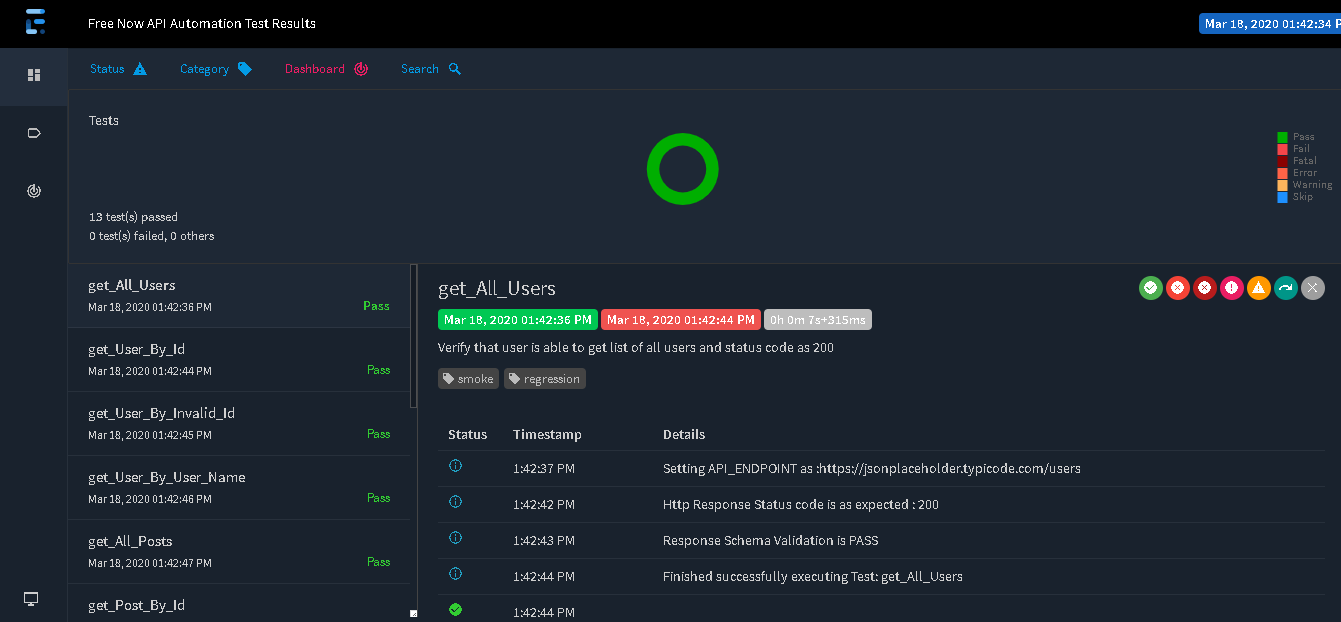 Free Now API Automation Test Results
Mar 18, 2020 01:42:34 P
Status
Category
Dashboard
Search
Tests
13 test(s) passed
0 test(s) failed, 0 others
Pass
Fail
Fatal
Error
Warning
Skip
get_All_Users
Mar 18, 2020 01:42:36 PM
Pass
get_User_By_Id
Mar 18, 2020 01:42:44 PM
Pass
get_User_By_Invalid_Id
Mar 18, 2020 01:42:45 PM
Pass
get_User_By_User_Name
Mar 18, 2020 01:42:46 PM
Pass
get_All_Posts
Mar 18, 2020 01:42:47 PM
Pass
get_Post_By_Id
get_All_Users
Mar 18, 2020 01:42:36 PM Mar 18, 2020 01:42:44 PM 0h 0m 7s+315ms
Verify that user is able to get list of all users and status code as 200
smoke regression
Status Timestamp Details
1:42:37 PM Setting API_ENDPOINT as :https://jsonplaceholder.typicode.com/users
1:42:42 PM Http Response Status code is as expected : 200
1:42:43 PM Response Schema Validation is PASS
1:42:44 PM Finished successfully executing Test: get_All_Users
1:42:44 PM